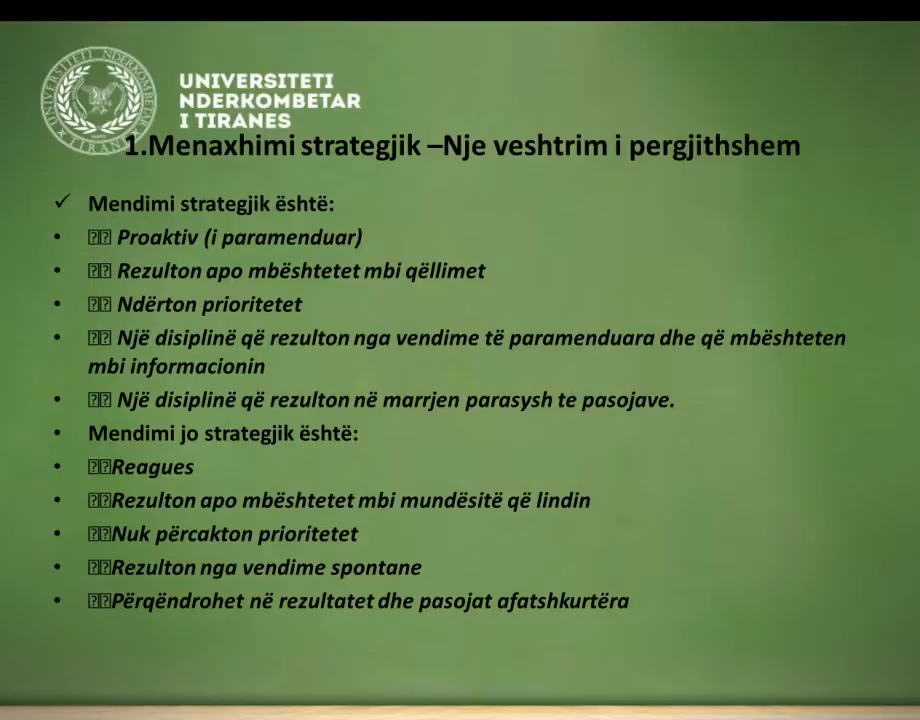 UNIVERSITETI NDERKOMBETAR TIRANE
UNIVERSITETI
NDERKOMBETAR
I TIRANES
1.Menaxhimi strategjik –Nje veshtrim i pergjithshem
✓ Mendimi strategjik është:
• Proaktiv (i paramenduar)
• Rezulton apo mbështetet mbi qëllimet
• Ndërton prioritetet
• Një disiplinë që rezulton nga vendime të paramenduara dhe që mbështeten
mbi informacionin
• Një disiplinë që rezulton në marrjen parasysh te pasojave.
• Mendimi jo strategjik është:
• Reagues
• Rezulton apo mbështetet mbi mundësitë që lindin
• Nuk përcakton prioritetet
• Rezulton nga vendime spontane
• Përqëndrohet në rezultatet dhe pasojat afatshkurtëra